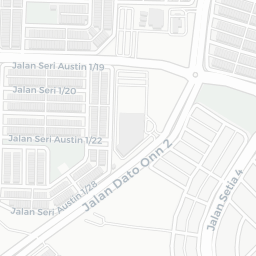 Jalan Seri Austin 1/19
Jalan Seri 1/20
Jalan Seri Austin 1/22
Jalan Seri Austin 1/28
Jalan Dato Onn 2
Jalan Setia 4